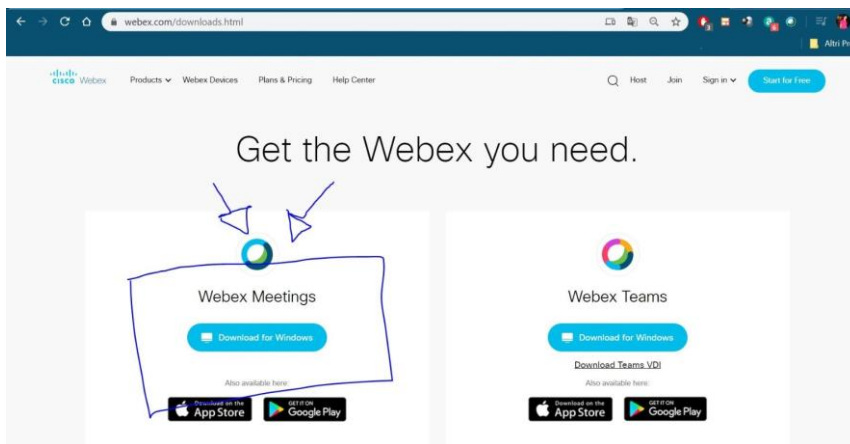 webex.com/downloads.html
Altri Pr
CISCO Webex Products Webex Devices Plans & Pricing Help Center Host Join Sign in Start for Free
Get the Webex you need.
Webex Meetings
Download for Windows
Also available here:
Download on the App Store
GET IT ON Google Play
Webex Teams
Download for Windows
Download Teams VDI
Also available here:
Download on the App Store
GET IT ON Google Play